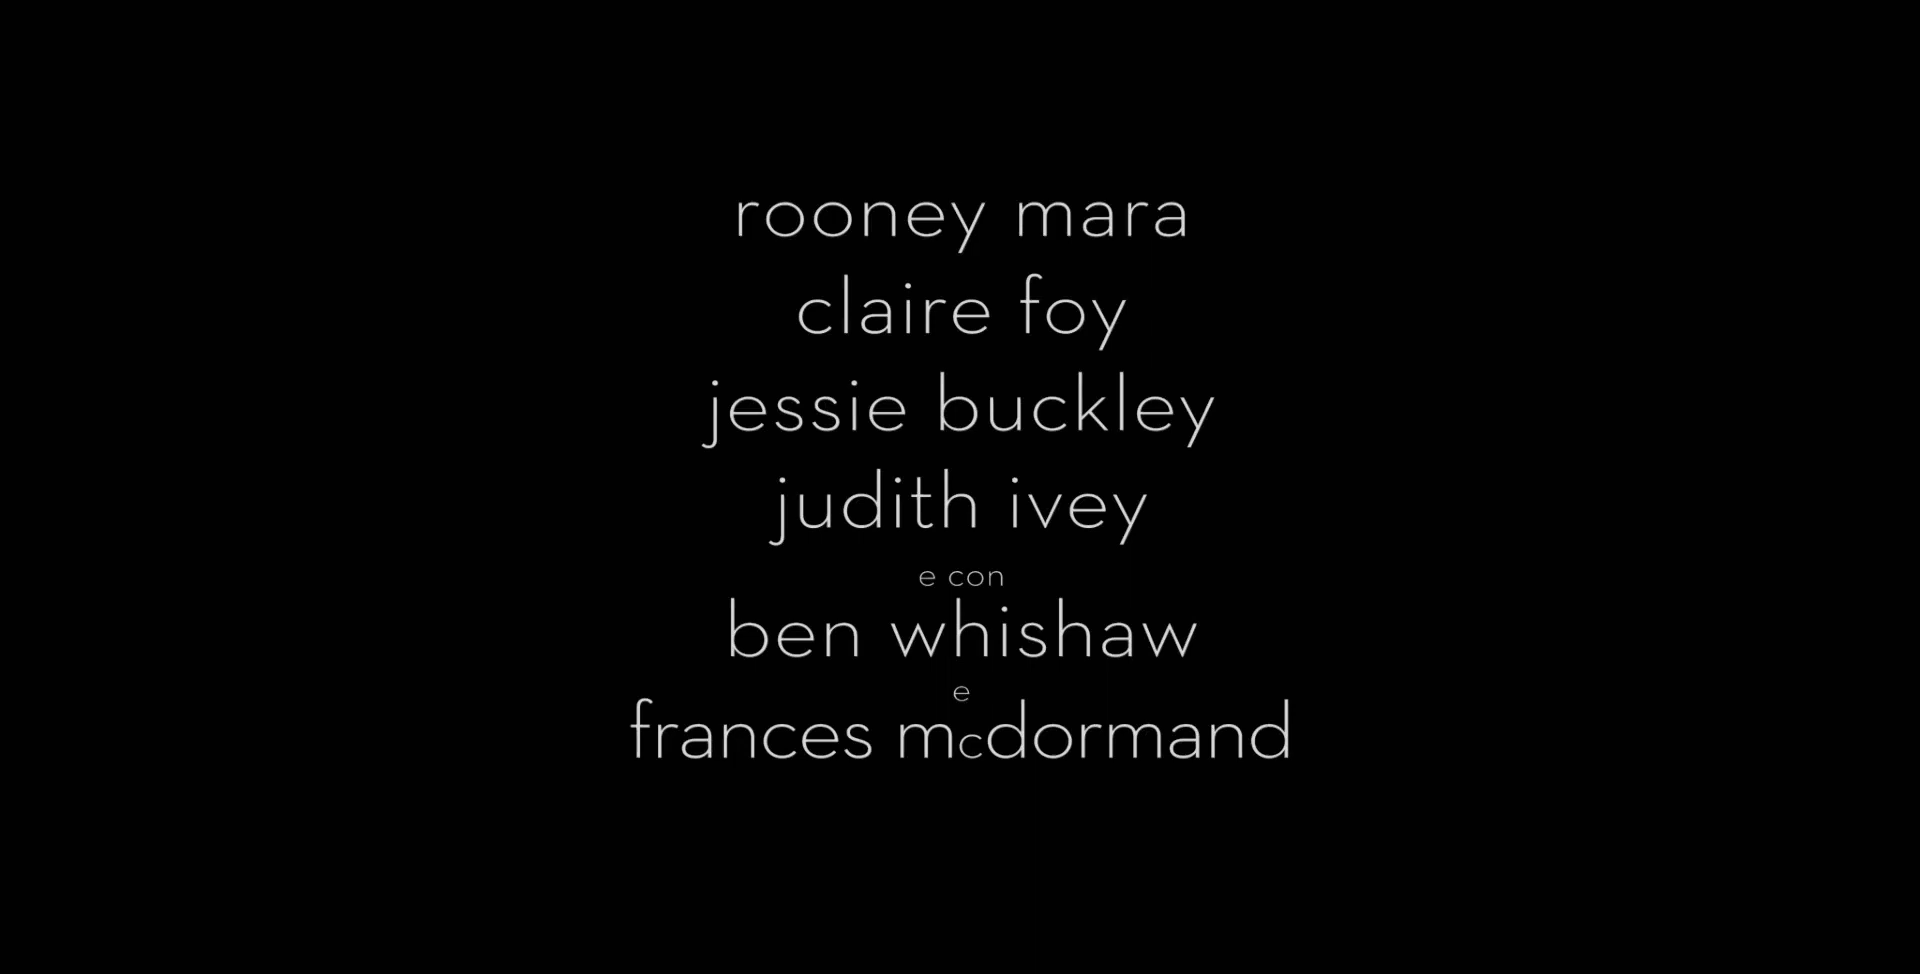 rooney mara
claire foy
jessie buckley
judith ivey
e con
ben whishaw
e
frances mcdormand